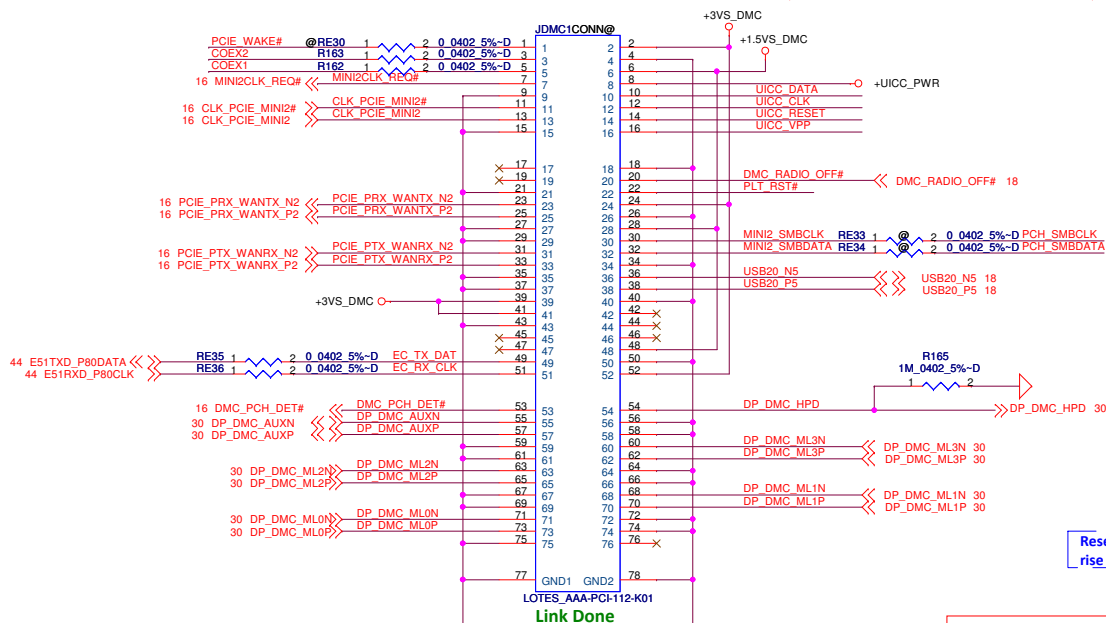 +3VS_DMC
+1.5VS_DMC
JDMC1CONN@
PCIE_WAKE# @RE30 1 2 0_0402_5%~D 1 1 2 2
COEX2 R163 1 2 0_0402_5%~D 3 3 4 4
COEX1 R162 1 2 0_0402_5%~D 5 5 6 6
16 MINI2CLK_REQ# MINI2CLK_REQ# 7 7 8 8 +UICC_PWR
9 9 10 10 UICC_DATA
16 CLK_PCIE_MINI2# CLK_PCIE_MINI2# 11 11 12 12 UICC_CLK
16 CLK_PCIE_MINI2 CLK_PCIE_MINI2 13 13 14 14 UICC_RESET
15 15 16 16 UICC_VPP
17 17 18 18
19 19 20 20 DMC_RADIO_OFF# DMC_RADIO_OFF# 18
21 21 22 22 PLT_RST#
16 PCIE_PRX_WANTX_N2 PCIE_PRX_WANTX_N2 23 23 24 24
16 PCIE_PRX_WANTX_P2 PCIE_PRX_WANTX_P2 25 25 26 26
27 27 28 28
29 29 30 30 MINI2_SMBCLK RE33 1 @ 2 0_0402_5%~D PCH_SMBCLK
16 PCIE_PTX_WANRX_N2 PCIE_PTX_WANRX_N2 31 31 32 32 MINI2_SMBDATA RE34 1 @ 2 0_0402_5%~D PCH_SMBDATA
16 PCIE_PTX_WANRX_P2 PCIE_PTX_WANRX_P2 33 33 34 34
35 35 36 36 USB20_N5 USB20_N5 18
37 37 38 38 USB20_P5 USB20_P5 18
+3VS_DMC 39 39 40 40
41 41 42 42
43 43 44 44
45 45 46 46
47 47 48 48
44 E51TXD_P80DATA RE35 1 2 0_0402_5%~D EC_TX_DAT 49 49 50 50
44 E51RXD_P80CLK RE36 1 2 0_0402_5%~D EC_RX_CLK 51 51 52 52
R165
1M_0402_5%~D
1 2
16 DMC_PCH_DET# DMC_PCH_DET# 53 53 54 54 DP_DMC_HPD DP_DMC_HPD 30
30 DP_DMC_AUXN DP_DMC_AUXN 55 55 56 56
30 DP_DMC_AUXP DP_DMC_AUXP 57 57 58 58
59 59 60 60 DP_DMC_ML3N DP_DMC_ML3N 30
61 61 62 62 DP_DMC_ML3P DP_DMC_ML3P 30
30 DP_DMC_ML2N DP_DMC_ML2N 63 63 64 64
30 DP_DMC_ML2P DP_DMC_ML2P 65 65 66 66
67 67 68 68 DP_DMC_ML1N DP_DMC_ML1N 30
69 69 70 70 DP_DMC_ML1P DP_DMC_ML1P 30
30 DP_DMC_ML0N DP_DMC_ML0N 71 71 72 72
30 DP_DMC_ML0P DP_DMC_ML0P 73 73 74 74
75 75 76 76
77 GND1 GND2 78
LOTES_AAA-PCI-112-K01
Link Done
Rese
rise